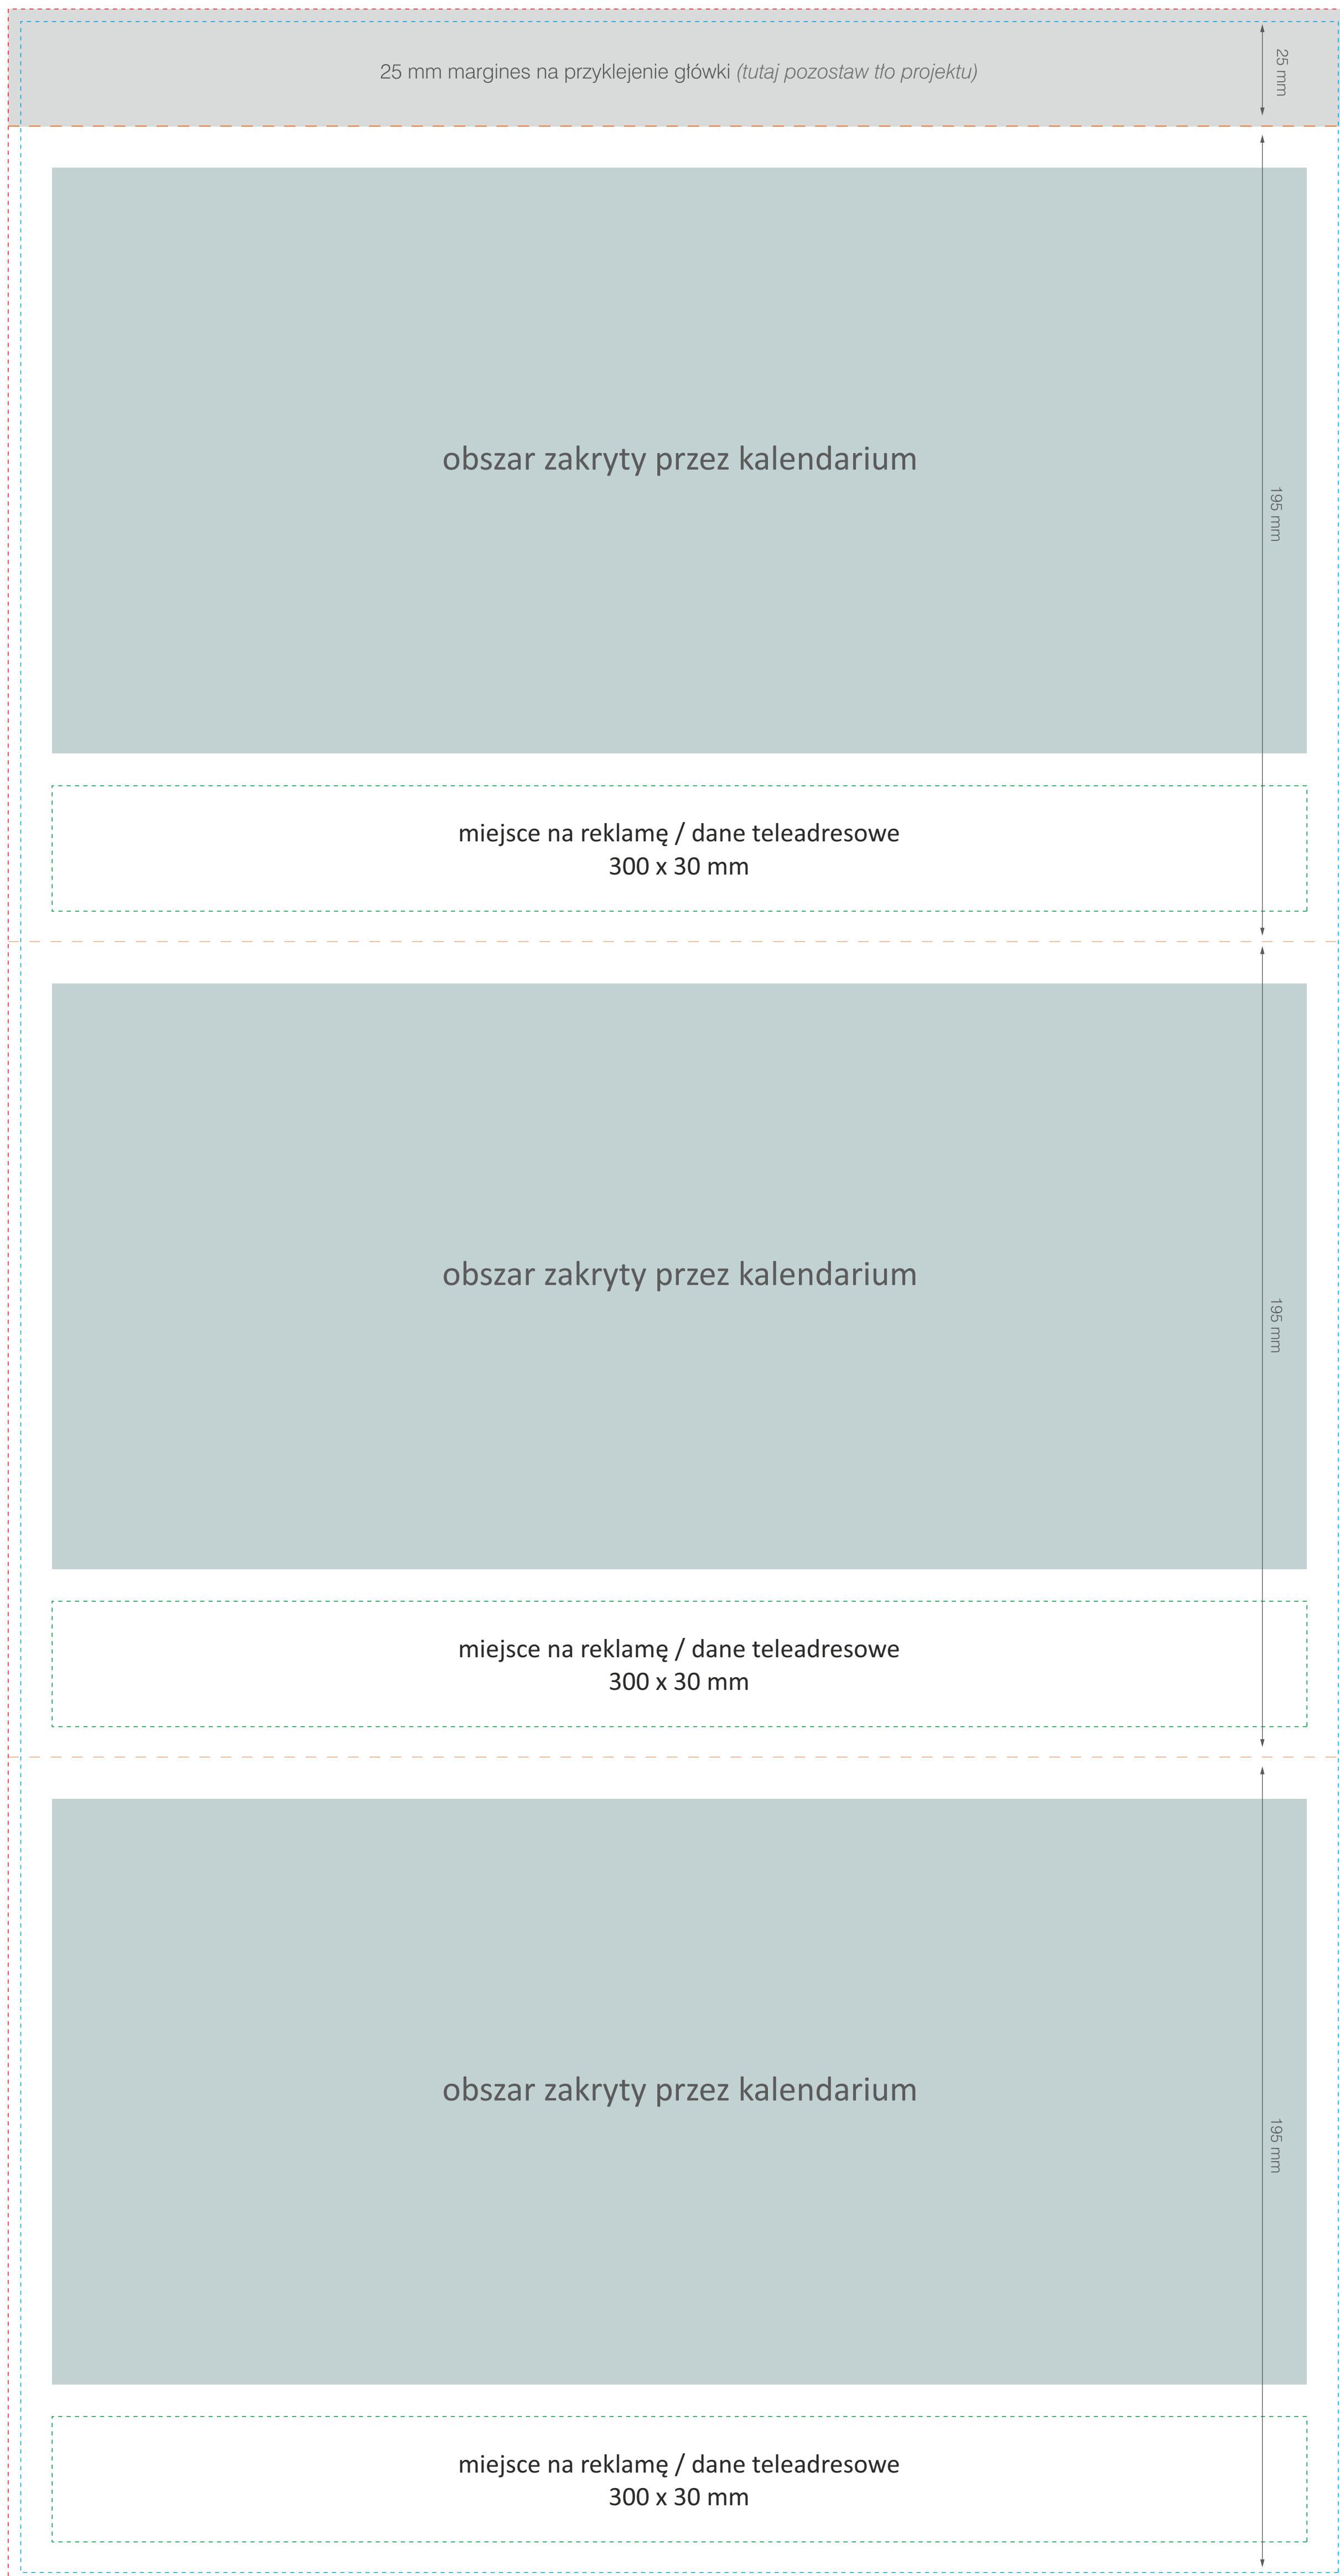 25 mm margines na przyklejenie główki (tutaj pozostaw tło projektu)
25 mm
obszar zakryty przez kalendarium
195 mm
miejsce na reklamę / dane teleadresowe
300 x 30 mm
obszar zakryty przez kalendarium
195 mm
miejsce na reklamę / dane teleadresowe
300 x 30 mm
obszar zakryty przez kalendarium
195 mm
miejsce na reklamę / dane teleadresowe
300 x 30 mm